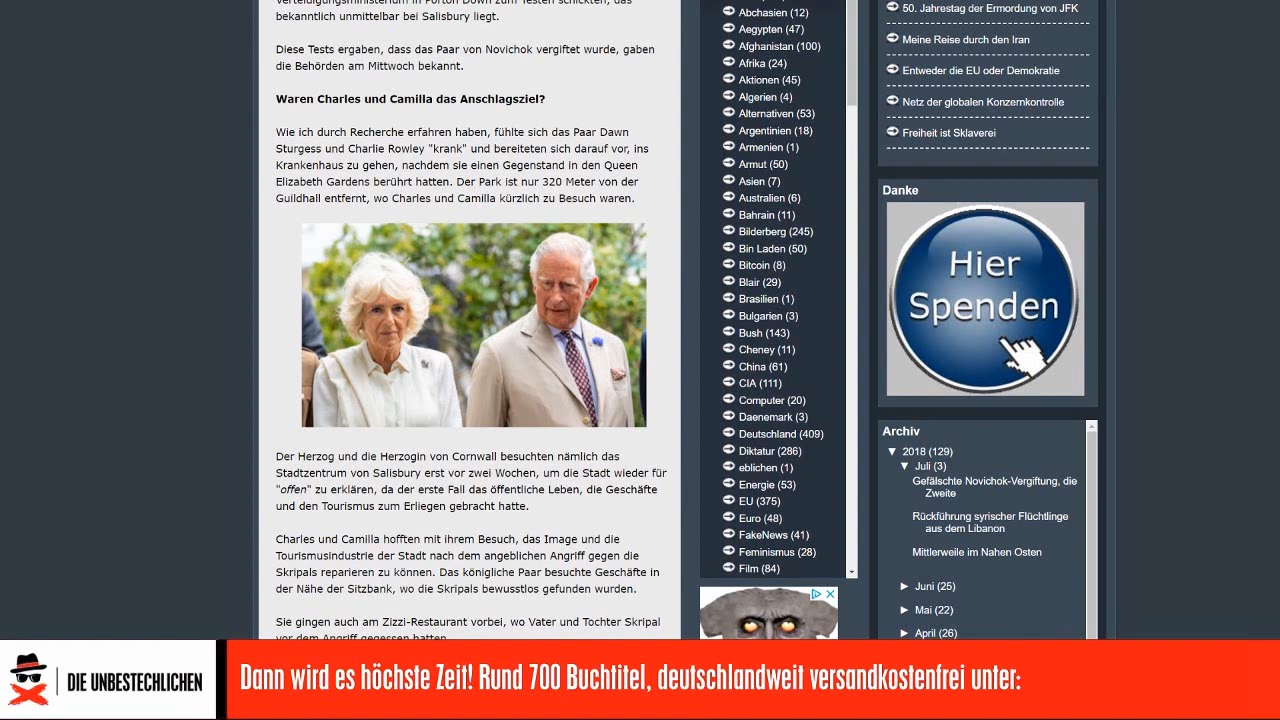 Verteidigungsministerium in Porton Down zum Testen schickten, das
bekanntlich unmittelbar bei Salisbury liegt.
Diese Tests ergaben, dass das Paar von Novichok vergiftet wurde, gaben
die Behörden am Mittwoch bekannt.
Waren Charles und Camilla das Anschlagsziel?
Wie ich durch Recherche erfahren haben, fühlte sich das Paar Dawn
Sturgess und Charlie Rowley "krank" und bereiteten sich darauf vor, ins
Krankenhaus zu gehen, nachdem sie einen Gegenstand in den Queen
Elizabeth Gardens berührt hatten. Der Park ist nur 320 Meter von der
Guildhall entfernt, wo Charles und Camilla kürzlich zu Besuch waren.
Der Herzog und die Herzogin von Cornwall besuchten nämlich das
Stadtzentrum von Salisbury erst vor zwei Wochen, um die Stadt wieder für
"offen" zu erklären, da der erste Fall das öffentliche Leben, die Geschäfte
und den Tourismus zum Erliegen gebracht hatte.
Charles und Camilla hofften mit ihrem Besuch, das Image und die
Tourismusindustrie der Stadt nach dem angeblichen Angriff gegen die
Skripals reparieren zu können. Das königliche Paar besuchte Geschäfte in
der Nähe der Sitzbank, wo die Skripals bewusstlos gefunden wurden.
Sie gingen auch am Zizzi-Restaurant vorbei, wo Vater und Tochter Skripal
vor dem Angriff gegessen hatten.
Abchasien (12)
Aegypten (47)
Afghanistan (100)
Afrika (24)
Aktionen (45)
Algerien (4)
Alternativen (53)
Argentinien (18)
Armenien (1)
Armut (50)
Asien (7)
Australien (6)
Bahrain (11)
Bilderberg (245)
Bin Laden (50)
Bitcoin (8)
Blair (29)
Brasilien (1)
Bulgarien (3)
Bush (143)
Cheney (11)
China (61)
CIA (111)
Computer (20)
Daenemark (3)
Deutschland (409)
Diktatur (286)
eblichen (1)
Energie (53)
EU (375)
Euro (48)
FakeNews (41)
Feminismus (28)
Film (84)
50. Jahrestag der Ermordung von JFK
Meine Reise durch den Iran
Entweder die EU oder Demokratie
Netz der globalen Konzernkontrolle
Freiheit ist Sklaverei
Danke
Hier
Spenden
Archiv
▼ 2018 (129)
▼ Juli (3)
Gefälschte Novichok-Vergiftung, die
Zweite
Rückführung syrischer Flüchtlinge
aus dem Libanon
Mittlerweile im Nahen Osten
► Juni (25)
► Mai (22)
► April (26)
DIE UNBESTECHLICHEN
Dann wird es höchste Zeit! Rund 700 Buchtitel, deutschlandweit versandkostenfrei unter: